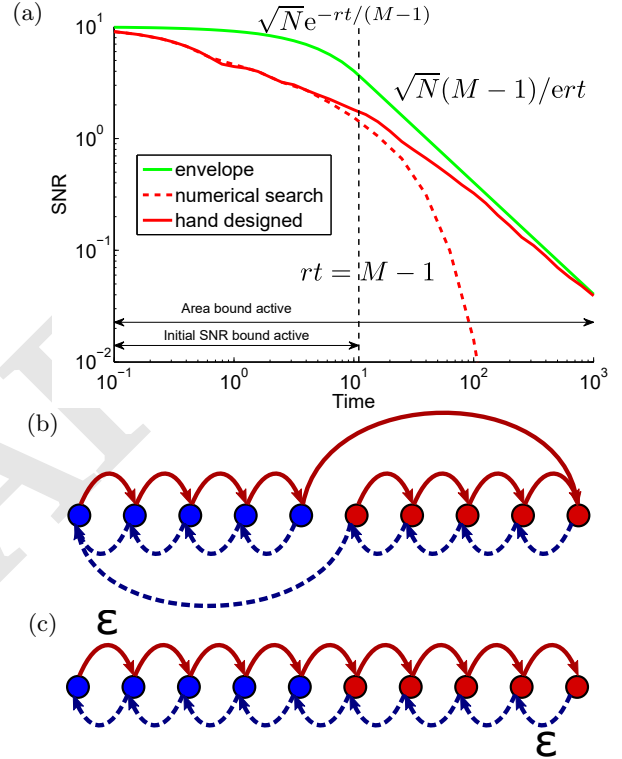 (a)
√N e^{-rt/(M-1)}
√N(M − 1)/ert
10^1
10^0
10^{-1}
10^{-2}
SNR
envelope
numerical search
hand designed
rt = M − 1
Area bound active
Initial SNR bound active
10^{-1} 10^0 10^1 10^2 10^3
Time
(b)
(c)
ε
ε